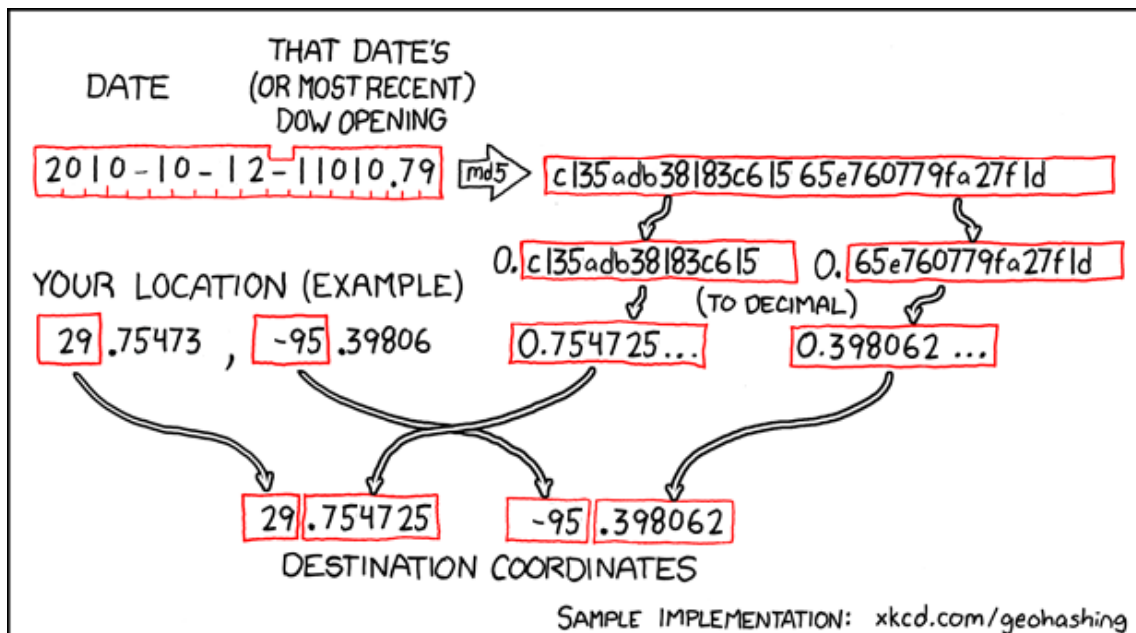 THAT DATE'S
DATE (OR MOST RECENT)
DOW OPENING
2010-10-12-11010.79 md5 c135adb38183c615 65e760779fa27f1d
0. c135adb38183c615 0. 65e760779fa27f1d
YOUR LOCATION (EXAMPLE) (TO DECIMAL)
29.75473, -95.39806 0.754725... 0.398062...
29.754725 -95.398062
DESTINATION COORDINATES
SAMPLE IMPLEMENTATION: xkcd.com/geohashing